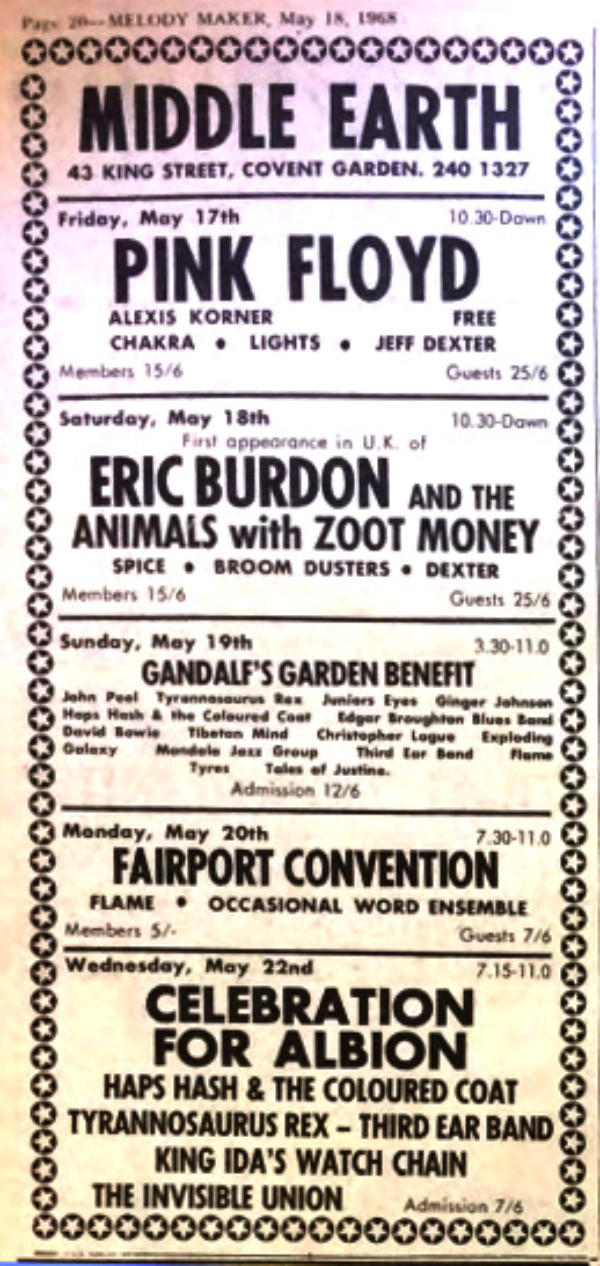 Page 20—MELODY MAKER, May 18, 1968
MIDDLE EARTH
43 KING STREET, COVENT GARDEN. 240 1327
Friday, May 17th 10.30-Dawn
PINK FLOYD
ALEXIS KORNER FREE
CHAKRA • LIGHTS • JEFF DEXTER
Members 15/6 Guests 25/6
Saturday, May 18th 10.30-Dawn
First appearance in U.K. of
ERIC BURDON AND THE
ANIMALS with ZOOT MONEY
SPICE • BROOM DUSTERS • DEXTER
Members 15/6 Guests 25/6
Sunday, May 19th 3.30-11.0
GANDALF'S GARDEN BENEFIT
John Peel Tyrannosaurus Rex Juniors Eyes Ginger Johnson
Haps Hash & the Coloured Coat Edgar Broughton Blues Band
David Bowie Tibetan Mind Christopher Logue Exploding
Galaxy Mandala Jazz Group Third Ear Band Flame
Tyres Tales of Justine.
Admission 12/6
Monday, May 20th 7.30-11.0
FAIRPORT CONVENTION
FLAME • OCCASIONAL WORD ENSEMBLE
Members 5/- Guests 7/6
Wednesday, May 22nd 7.15-11.0
CELEBRATION
FOR ALBION
HAPS HASH & THE COLOURED COAT
TYRANNOSAURUS REX – THIRD EAR BAND
KING IDA'S WATCH CHAIN
THE INVISIBLE UNION Admission 7/6